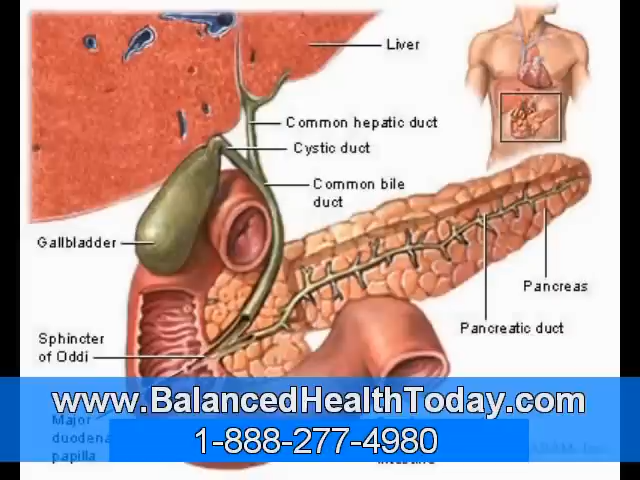 Liver
Common hepatic duct
Cystic duct
Common bile
duct
Gallbladder
Pancreas
Pancreatic duct
Sphincter
of Oddi
www.BalancedHealthToday.com
Major
papilla
1-888-277-4980